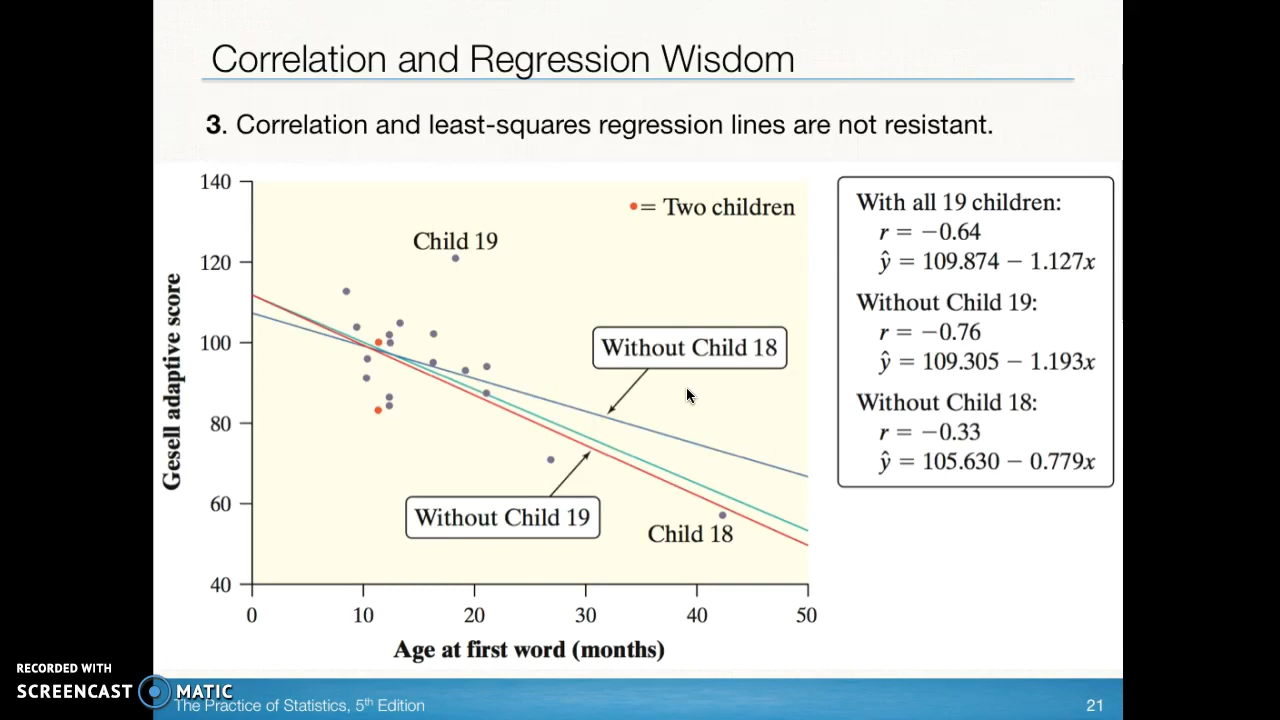 Correlation and Regression Wisdom
3. Correlation and least-squares regression lines are not resistant.
140
120
100
80
60
40
Gesell adaptive score
= Two children
Child 19
Without Child 18
Without Child 19
Child 18
0 10 20 30 40 50
Age at first word (months)
With all 19 children:
r = −0.64
ŷ = 109.874 − 1.127x
Without Child 19:
r = −0.76
ŷ = 109.305 − 1.193x
Without Child 18:
r = −0.33
ŷ = 105.630 − 0.779x
RECORDED WITH
SCREENCAST MATIC
The Practice of Statistics, 5th Edition
21